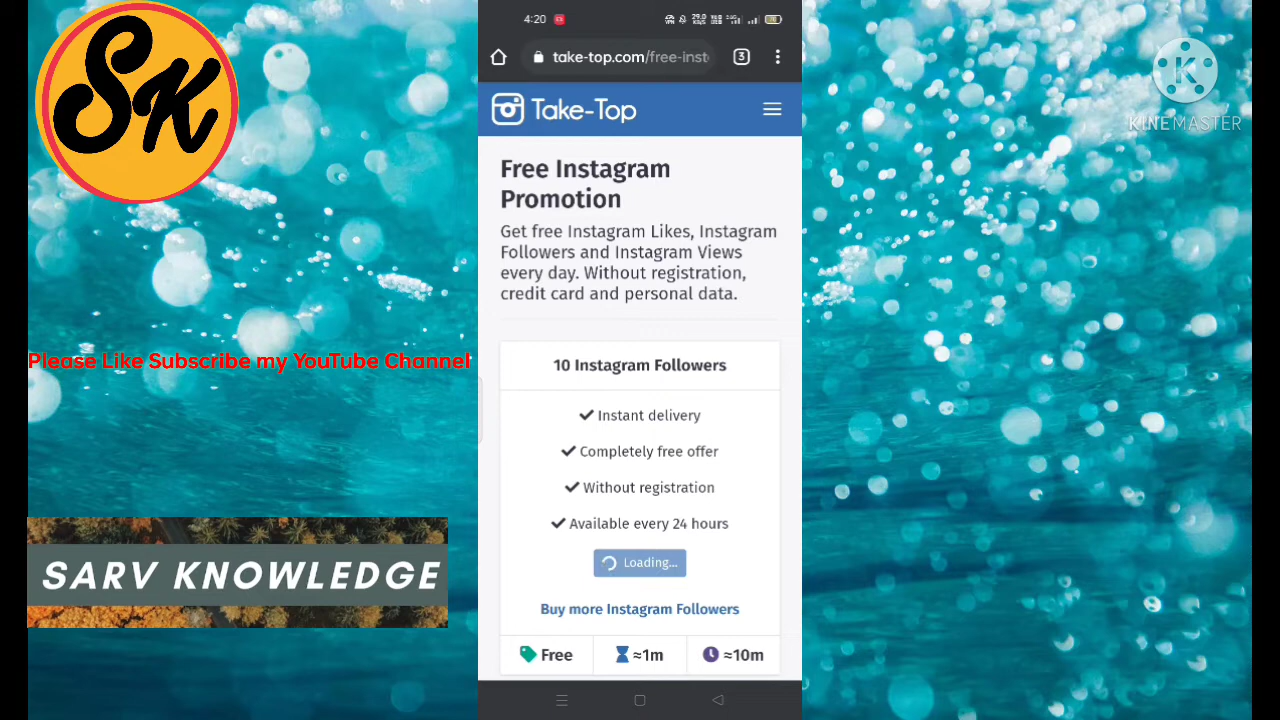 SK
4:20
take-top.com/free-inst
3
Take-Top
Free Instagram
Promotion
Get free Instagram Likes, Instagram
Followers and Instagram Views
every day. Without registration,
credit card and personal data.
10 Instagram Followers
Instant delivery
Completely free offer
Without registration
Available every 24 hours
Loading...
Buy more Instagram Followers
Free
≈1m
≈10m
Please Like Subscribe my YouTube Channel
SARV KNOWLEDGE
K
KINEMASTER